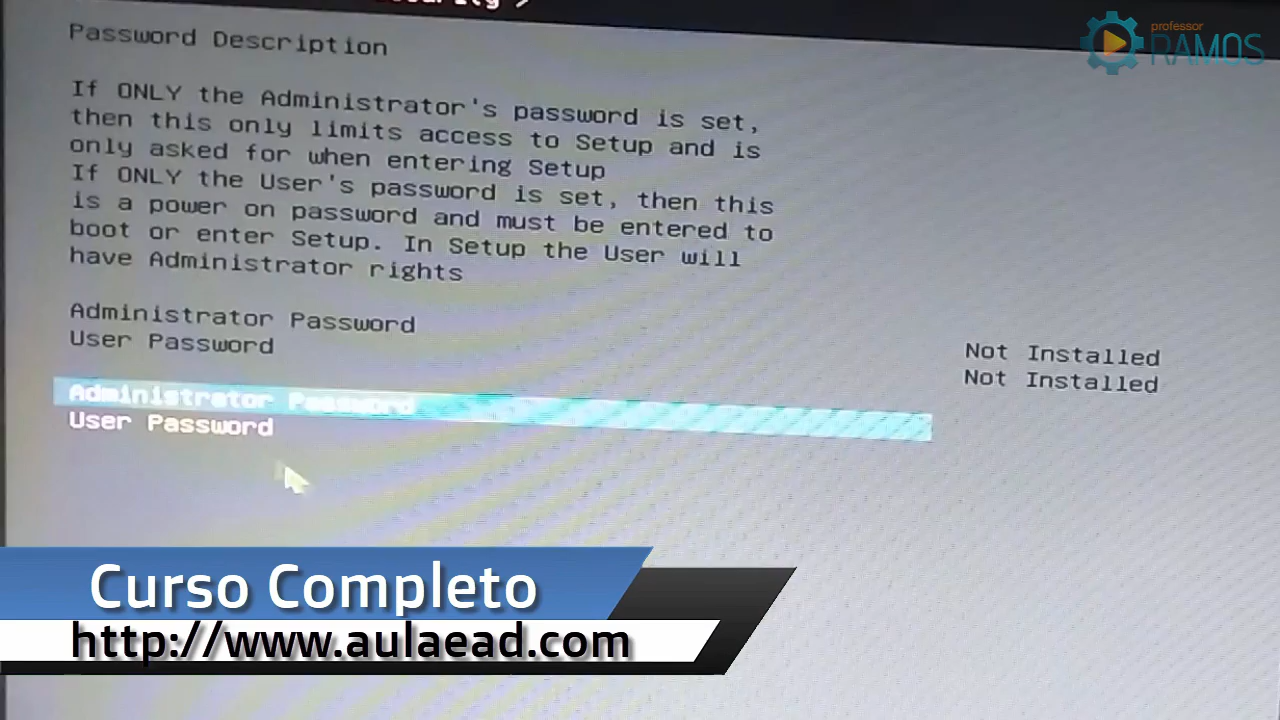 professor
RAMOS
Password Description
If ONLY the Administrator's password is set,
then this only limits access to Setup and is
only asked for when entering Setup
If ONLY the User's password is set, then this
is a power on password and must be entered to
boot or enter Setup. In Setup the User will
have Administrator rights
Administrator Password Not Installed
User Password Not Installed
Administrator Password
User Password
Curso Completo
http://www.aulaead.com